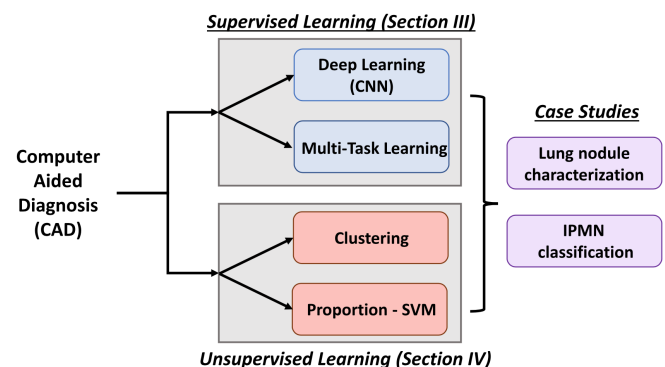 Supervised Learning (Section III)
Deep Learning
(CNN)
Multi-Task Learning
Computer
Aided
Diagnosis
(CAD)
Clustering
Proportion - SVM
Unsupervised Learning (Section IV)
Case Studies
Lung nodule
characterization
IPMN
classification